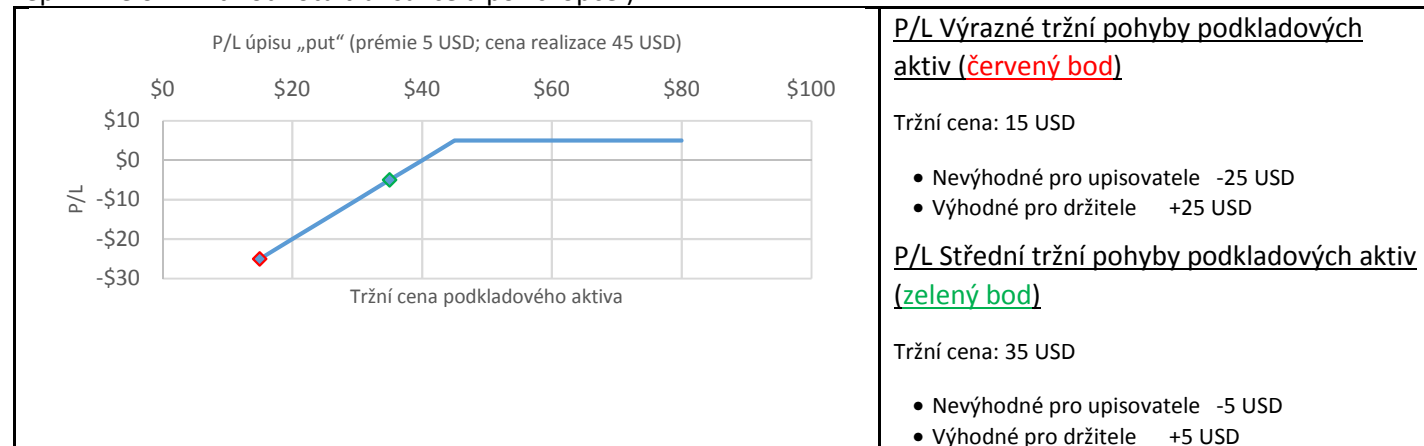 P/L úpisu „put“ (prémie 5 USD; cena realizace 45 USD)
$0 $20 $40 $60 $80 $100
$10
$0
-$10
-$20
-$30
P/L
Tržní cena podkladového aktiva
P/L Výrazné tržní pohyby podkladových
aktiv (červený bod)
Tržní cena: 15 USD
• Nevýhodné pro upisovatele -25 USD
• Výhodné pro držitele +25 USD
P/L Střední tržní pohyby podkladových aktiv
(zelený bod)
Tržní cena: 35 USD
• Nevýhodné pro upisovatele -5 USD
• Výhodné pro držitele +5 USD